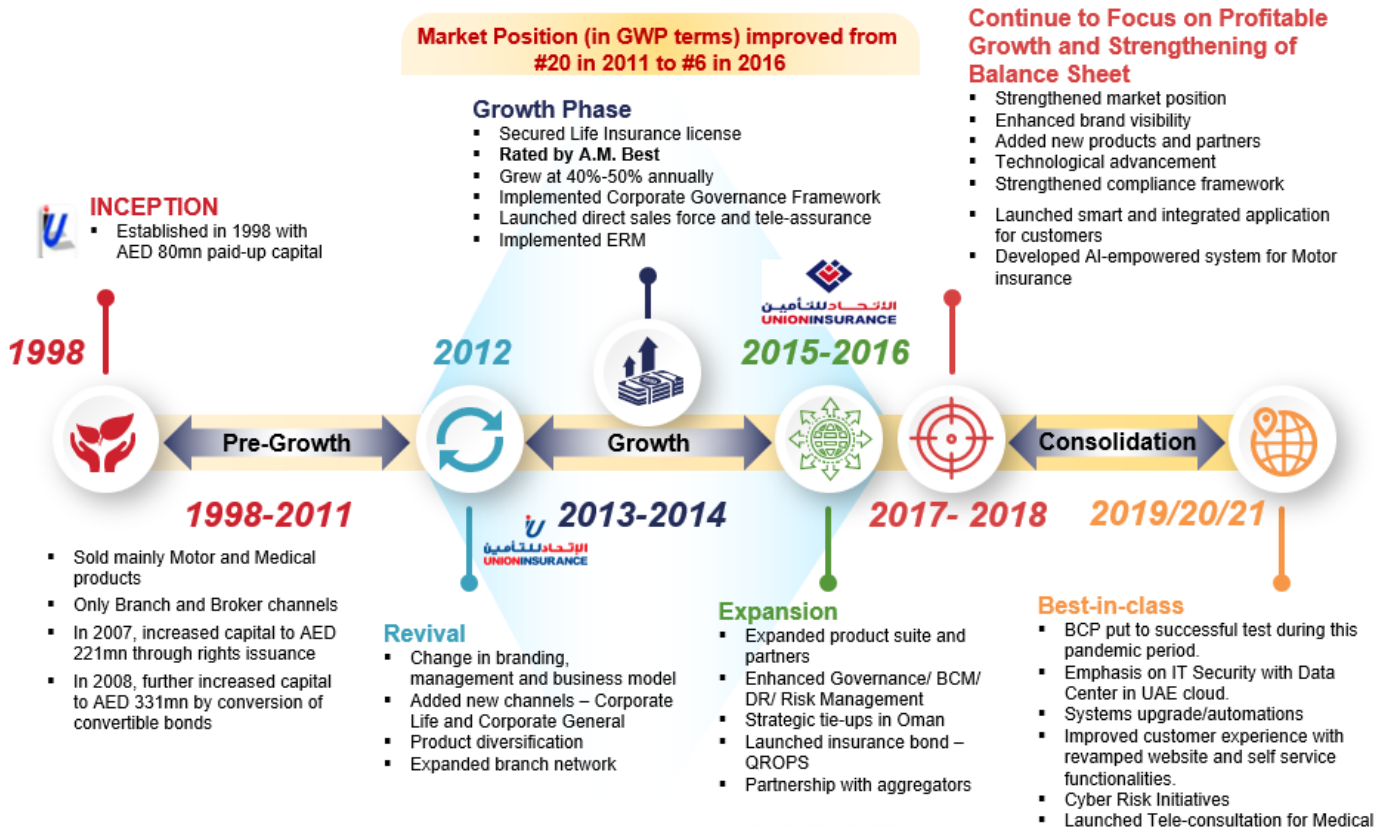 Market Position (in GWP terms) improved from
#20 in 2011 to #6 in 2016
Continue to Focus on Profitable
Growth and Strengthening of
Balance Sheet
▪ Strengthened market position
▪ Enhanced brand visibility
▪ Added new products and partners
▪ Technological advancement
▪ Strengthened compliance framework
▪ Launched smart and integrated application
for customers
▪ Developed AI-empowered system for Motor
insurance
Growth Phase
▪ Secured Life Insurance license
▪ Rated by A.M. Best
▪ Grew at 40%-50% annually
▪ Implemented Corporate Governance Framework
▪ Launched direct sales force and tele-assurance
▪ Implemented ERM
iU
INCEPTION
▪ Established in 1998 with
AED 80mn paid-up capital
الاتحاد للتأمين
UNIONINSURANCE
1998
2012
2015-2016
Pre-Growth
Growth
Consolidation
1998-2011
2013-2014
2017- 2018
2019/20/21
iU
الإتحاد للتأمين
UNIONINSURANCE
▪ Sold mainly Motor and Medical
products
▪ Only Branch and Broker channels
▪ In 2007, increased capital to AED
221mn through rights issuance
▪ In 2008, further increased capital
to AED 331mn by conversion of
convertible bonds
Revival
▪ Change in branding,
management and business model
▪ Added new channels – Corporate
Life and Corporate General
▪ Product diversification
▪ Expanded branch network
Expansion
▪ Expanded product suite and
partners
▪ Enhanced Governance/ BCM/
DR/ Risk Management
▪ Strategic tie-ups in Oman
▪ Launched insurance bond –
QROPS
▪ Partnership with aggregators
Best-in-class
▪ BCP put to successful test during this
pandemic period.
▪ Emphasis on IT Security with Data
Center in UAE cloud.
▪ Systems upgrade/automations
▪ Improved customer experience with
revamped website and self service
functionalities.
▪ Cyber Risk Initiatives
▪ Launched Tele-consultation for Medical